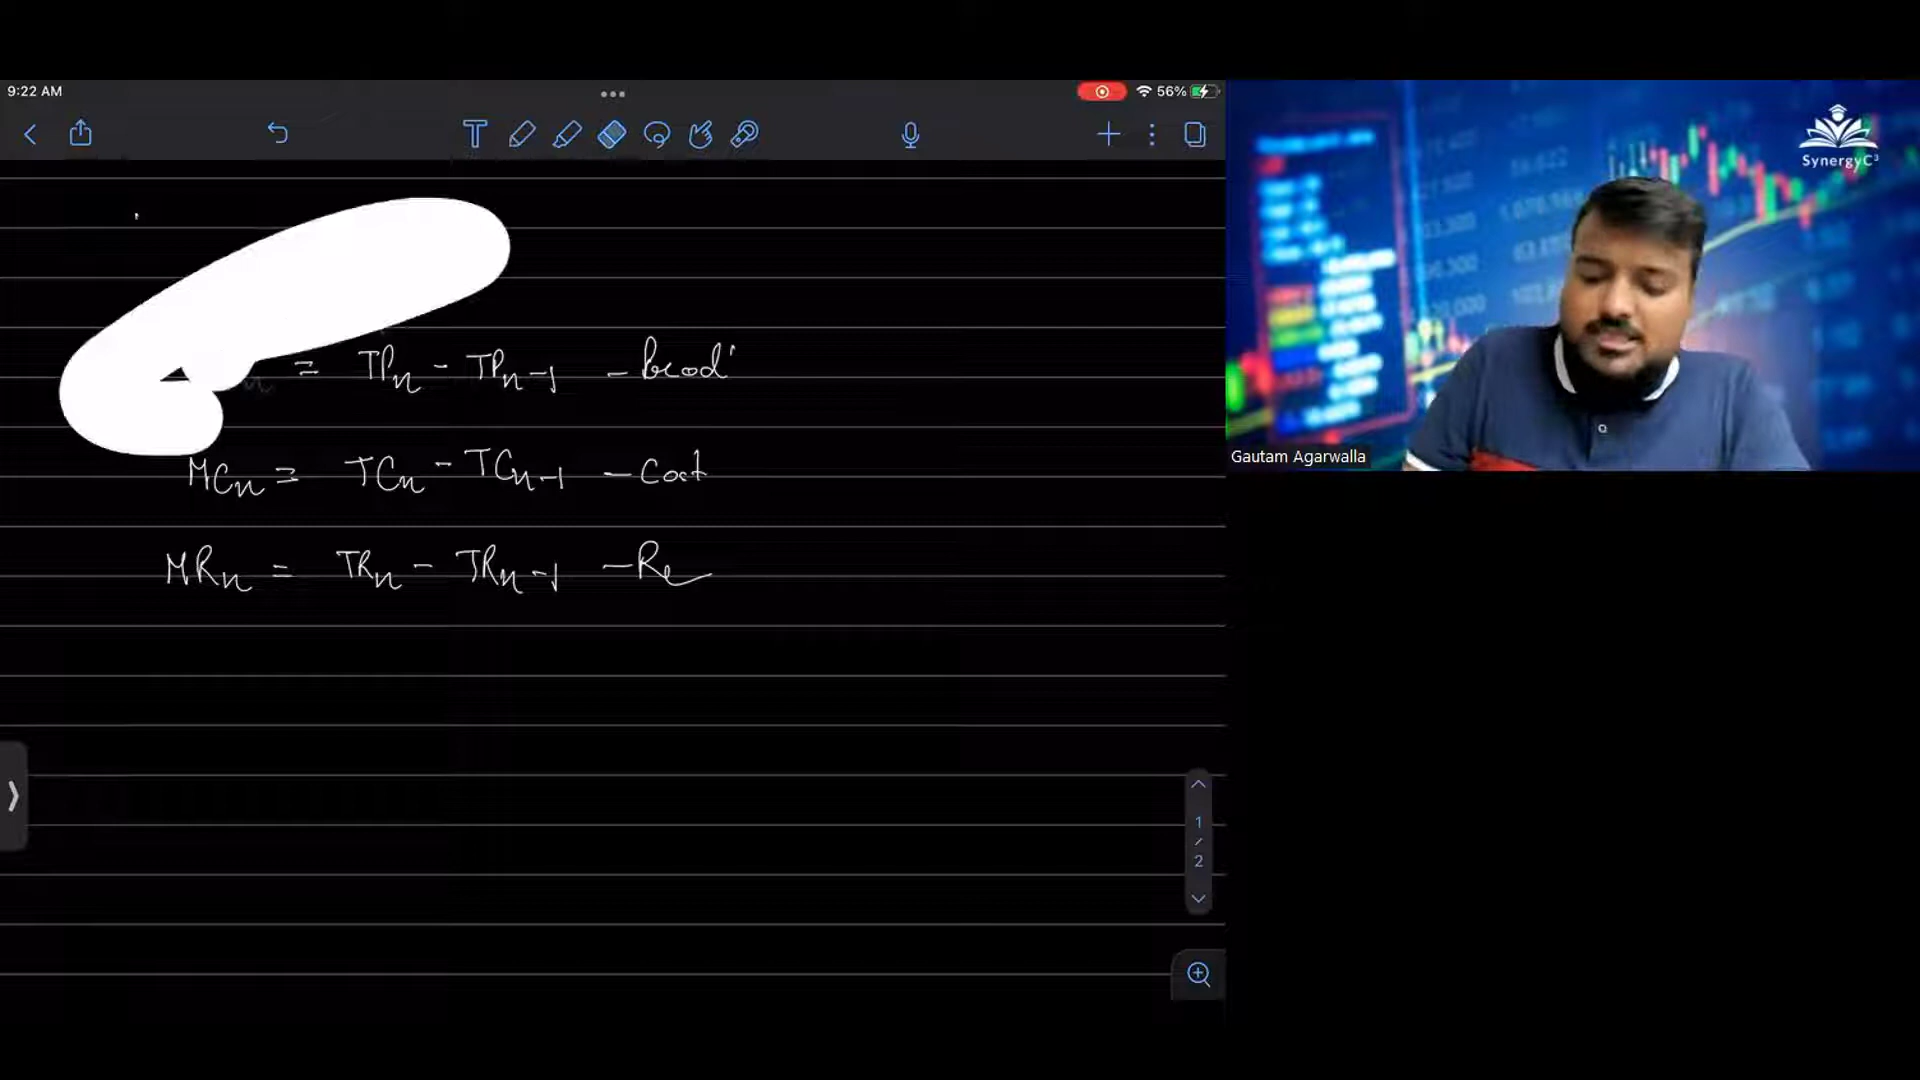 9:22 AM
56%
SynergyC³
= TPn - TPn-1 - Prod'
MCn = TCn - TCn-1 - Cost
Gautam Agarwalla
MRn = TRn - TRn-1 - Re
1
/
2